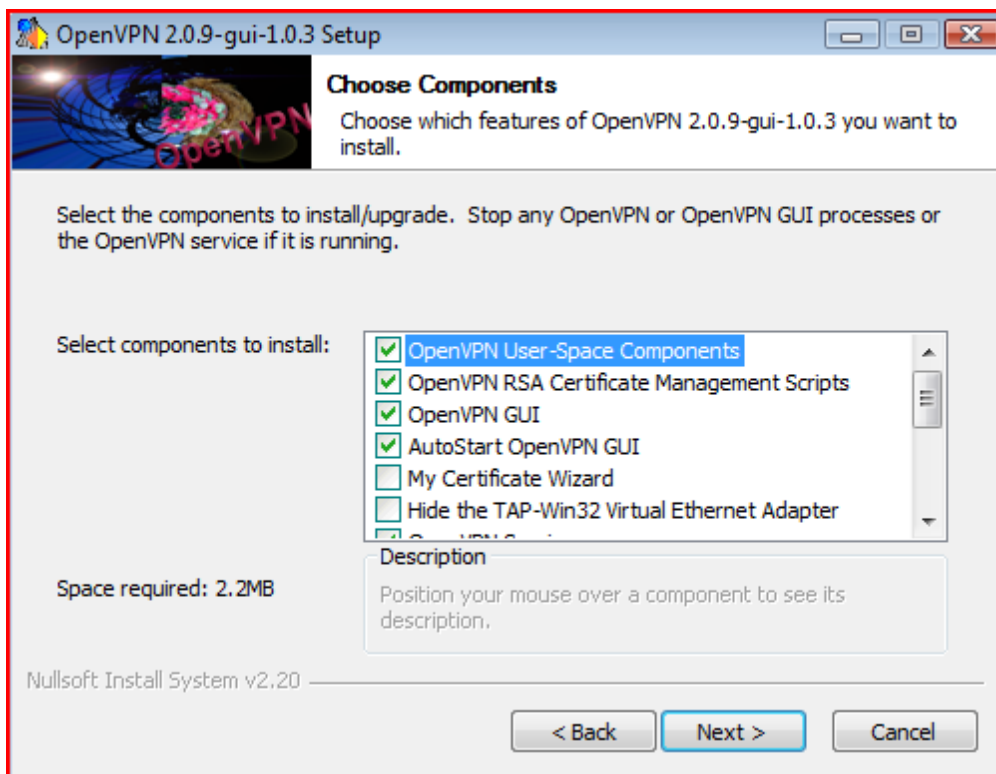 OpenVPN 2.0.9-gui-1.0.3 Setup
OpenVPN
Choose Components
Choose which features of OpenVPN 2.0.9-gui-1.0.3 you want to
install.
Select the components to install/upgrade.  Stop any OpenVPN or OpenVPN GUI processes or
the OpenVPN service if it is running.
Select components to install:
OpenVPN User-Space Components
OpenVPN RSA Certificate Management Scripts
OpenVPN GUI
AutoStart OpenVPN GUI
My Certificate Wizard
Hide the TAP-Win32 Virtual Ethernet Adapter
Space required: 2.2MB
Description
Position your mouse over a component to see its
description.
Nullsoft Install System v2.20
< Back
Next >
Cancel